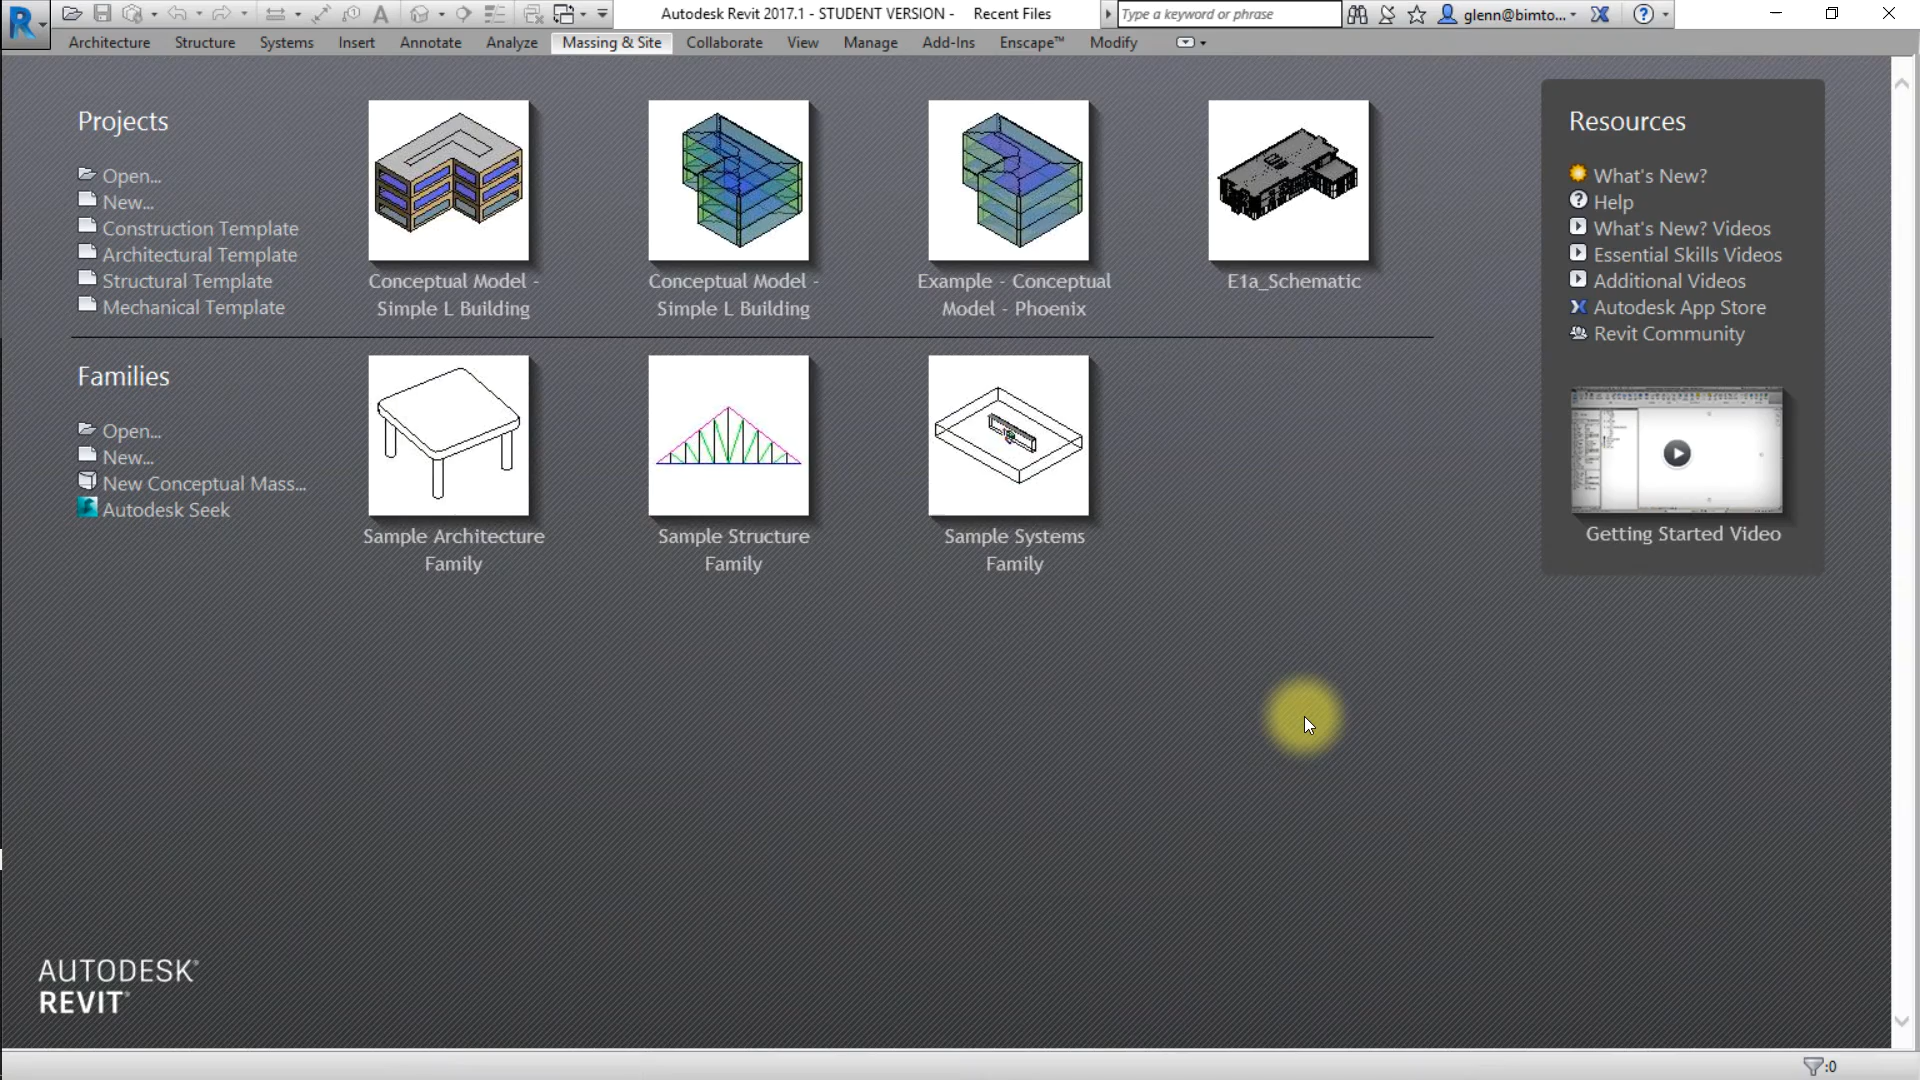 Autodesk Revit 2017.1 - STUDENT VERSION - Recent Files
Type a keyword or phrase
glenn@bimto...
Architecture Structure Systems Insert Annotate Analyze Massing & Site Collaborate View Manage Add-Ins Enscape™ Modify
Projects
Open...
New...
Construction Template
Architectural Template
Structural Template
Mechanical Template
Conceptual Model -
Simple L Building
Conceptual Model -
Simple L Building
Example - Conceptual
Model - Phoenix
E1a_Schematic
Families
Open...
New...
New Conceptual Mass...
Autodesk Seek
Sample Architecture
Family
Sample Structure
Family
Sample Systems
Family
Resources
What's New?
Help
What's New? Videos
Essential Skills Videos
Additional Videos
Autodesk App Store
Revit Community
Getting Started Video
AUTODESK®
REVIT®
:0